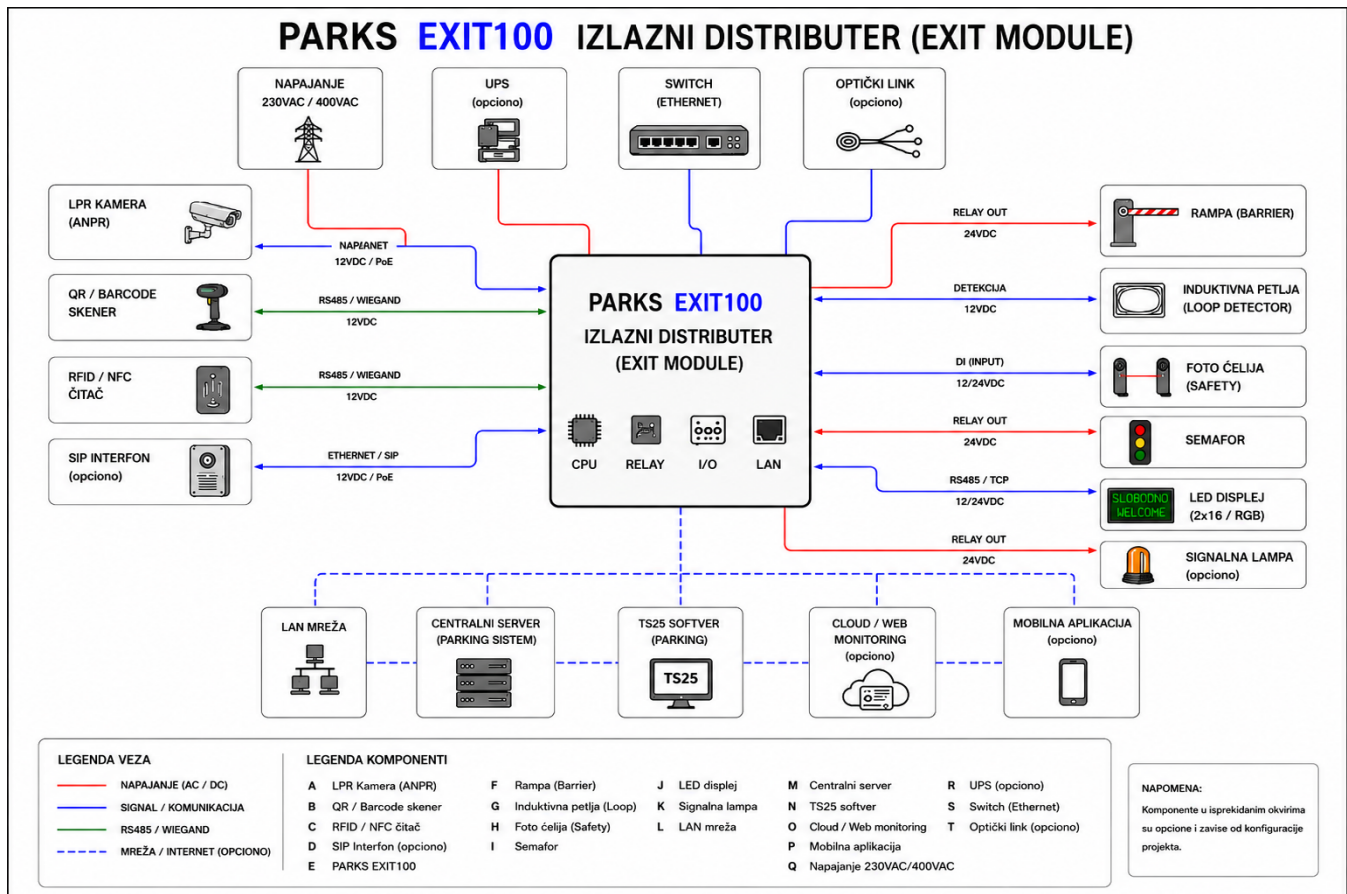 PARKS EXIT100 IZLAZNI DISTRIBUTER (EXIT MODULE)
NAPAJANJE
230VAC / 400VAC
UPS
(opciono)
SWITCH
(ETHERNET)
OPTIČKI LINK
(opciono)
LPR KAMERA
(ANPR)
12VDC / PoE
QR / BARCODE
SKENER
RS485 / WIEGAND
12VDC
RFID / NFC
ČITAČ
RS485 / WIEGAND
12VDC
SIP INTERFON
(opciono)
ETHERNET / SIP
12VDC / PoE
PARKS EXIT100
IZLAZNI DISTRIBUTER
(EXIT MODULE)
CPU
RELAY
I/O
LAN
RELAY OUT
24VDC
RAMPA (BARRIER)
DETEKCIJA
12VDC
INDUKTIVNA PETLJA
(LOOP DETECTOR)
DI (INPUT)
12/24VDC
FOTO ĆELIJA
(SAFETY)
RELAY OUT
24VDC
SEMAFOR
RS485 / TCP
12/24VDC
SLOBODNO
WELCOME
LED DISPLEJ
(2x16 / RGB)
RELAY OUT
24VDC
SIGNALNA LAMPA
(opciono)
LAN MREŽA
CENTRALNI SERVER
(PARKING SISTEM)
TS25 SOFTVER
(PARKING)
TS25
CLOUD / WEB
MONITORING
(opciono)
MOBILNA APLIKACIJA
(opciono)
LEGENDA VEZA
NAPAJANJE (AC / DC)
SIGNAL / KOMUNIKACIJA
RS485 / WIEGAND
MREŽA / INTERNET (OPCIONO)
LEGENDA KOMPONENTI
A LPR Kamera (ANPR)
B QR / Barcode skener
C RFID / NFC čitač
D SIP Interfon (opciono)
E PARKS EXIT100
F Rampa (Barrier)
G Induktivna petlja (Loop)
H Foto ćelija (Safety)
I Semafor
J LED displej
K Signalna lampa
L LAN mreža
M Centralni server
N TS25 softver
O Cloud / Web monitoring
P Mobilna aplikacija
Q Napajanje 230VAC/400VAC
R UPS (opciono)
S Switch (Ethernet)
T Optički link (opciono)
NAPOMENA:
Komponente u isprekidanim okvirima
su opcione i zavise od konfiguracije
projekta.